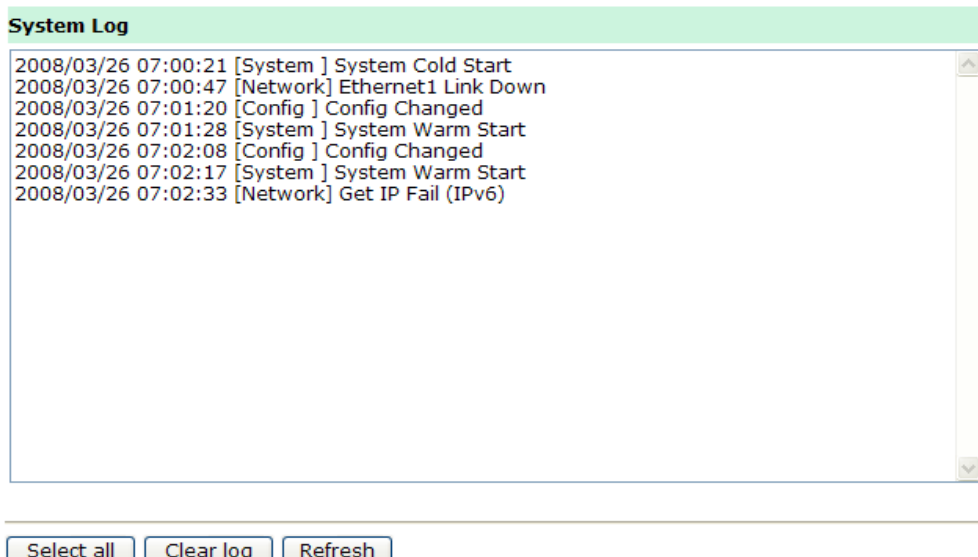 System Log
2008/03/26 07:00:21 [System ] System Cold Start
2008/03/26 07:00:47 [Network] Ethernet1 Link Down
2008/03/26 07:01:20 [Config ] Config Changed
2008/03/26 07:01:28 [System ] System Warm Start
2008/03/26 07:02:08 [Config ] Config Changed
2008/03/26 07:02:17 [System ] System Warm Start
2008/03/26 07:02:33 [Network] Get IP Fail (IPv6)
Select all Clear log Refresh